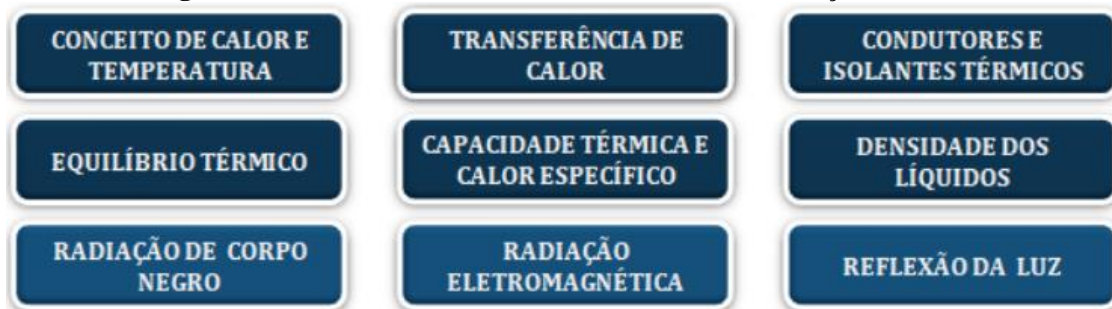 CONCEITO DE CALOR E
TEMPERATURA
TRANSFERÊNCIA DE
CALOR
CONDUTORES E
ISOLANTES TÉRMICOS
EQUILÍBRIO TÉRMICO
CAPACIDADE TÉRMICA E
CALOR ESPECÍFICO
DENSIDADE DOS
LÍQUIDOS
RADIAÇÃO DE CORPO
NEGRO
RADIAÇÃO
ELETROMAGNÉTICA
REFLEXÃO DA LUZ